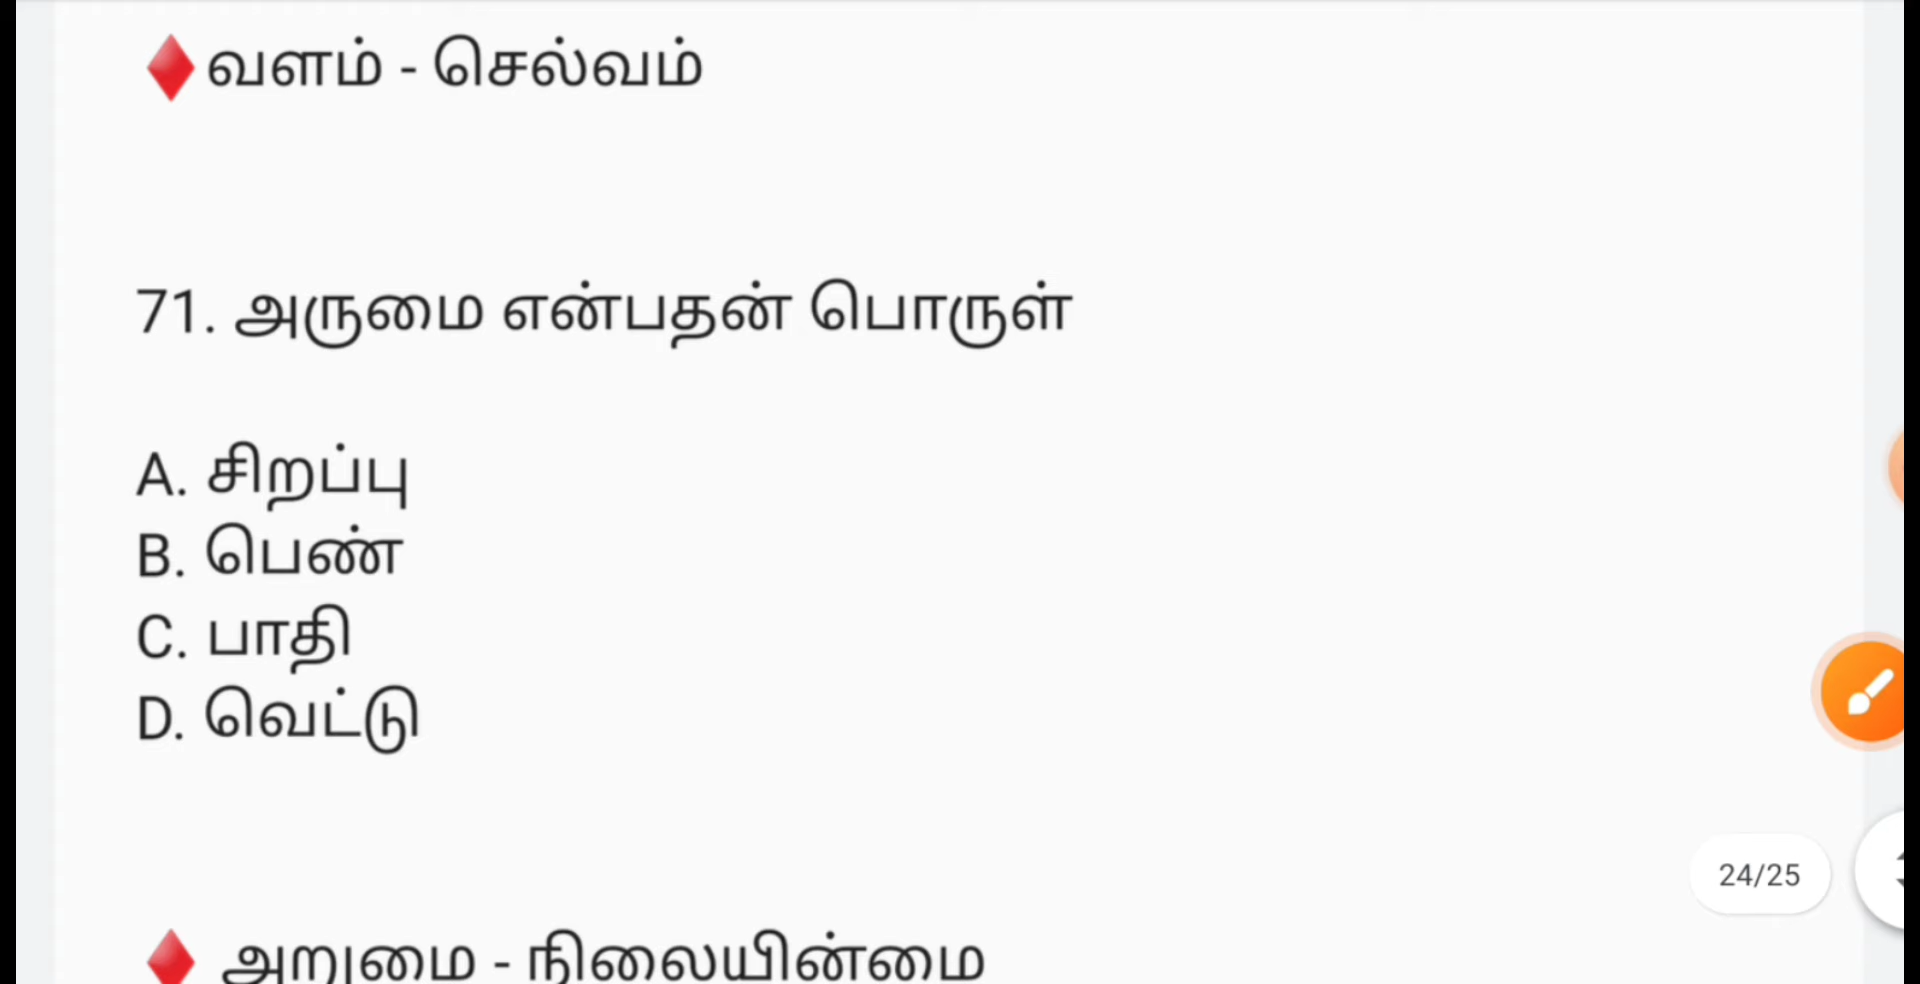 வளம் - செல்வம்
71. அருமை என்பதன் பொருள்
A. சிறப்பு
B. பெண்
C. பாதி
D. வெட்டு
24/25
அறுமை - நிலையின்மை